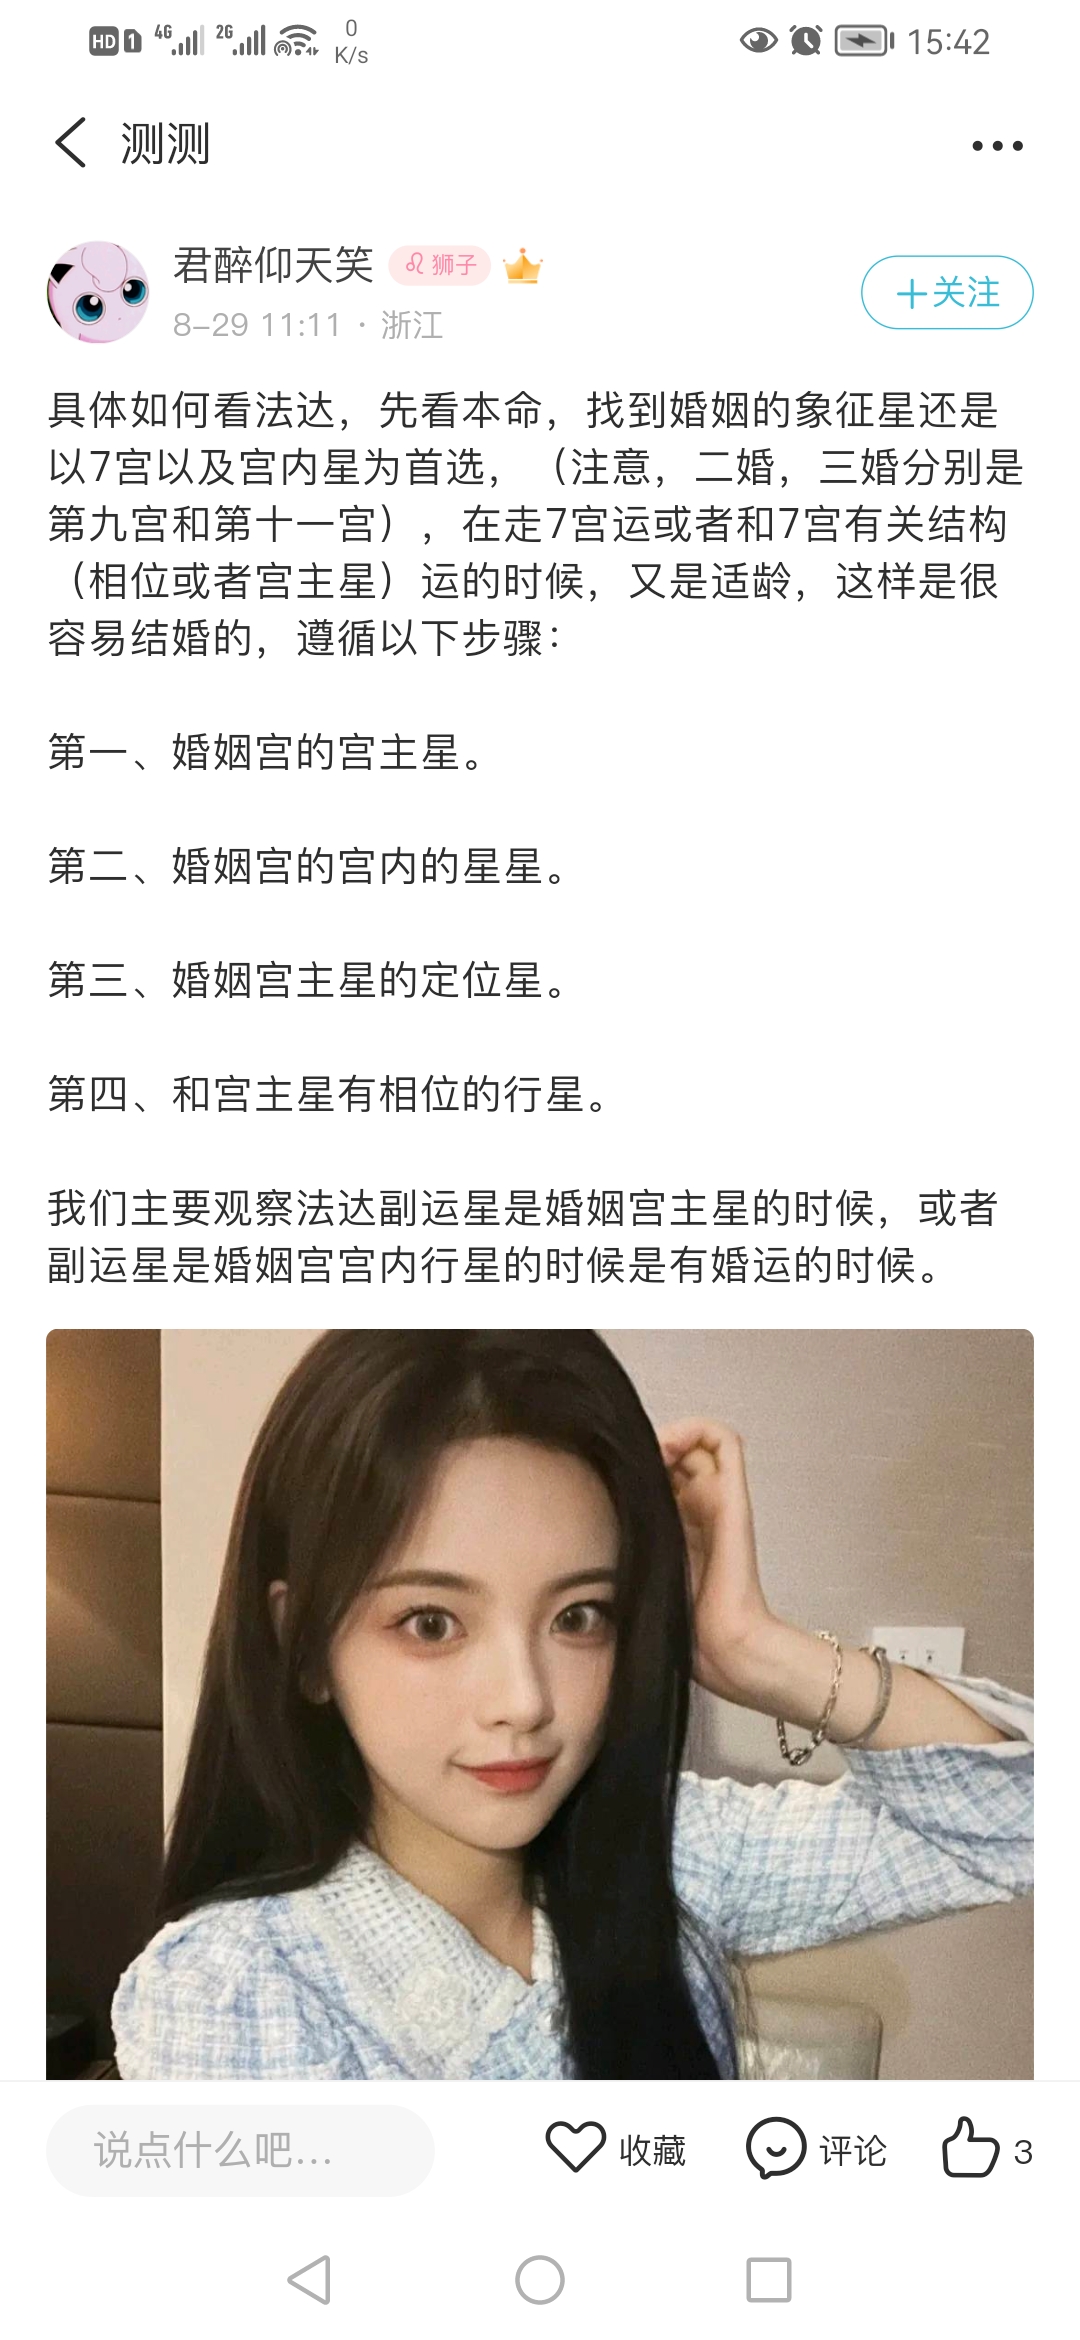 HD 1 4G 2G 0 K/s 15:42
测测
君醉仰天笑 ♌ 狮子
+关注
8-29 11:11 · 浙江
具体如何看法达，先看本命，找到婚姻的象征星还是
以7宫以及宫内星为首选，（注意，二婚，三婚分别是
第九宫和第十一宫），在走7宫运或者和7宫有关结构
（相位或者宫主星）运的时候，又是适龄，这样是很
容易结婚的，遵循以下步骤：
第一、婚姻宫的宫主星。
第二、婚姻宫的宫内的星星。
第三、婚姻宫主星的定位星。
第四、和宫主星有相位的行星。
我们主要观察法达副运星是婚姻宫主星的时候，或者
副运星是婚姻宫宫内行星的时候是有婚运的时候。
说点什么吧... 收藏 评论 3